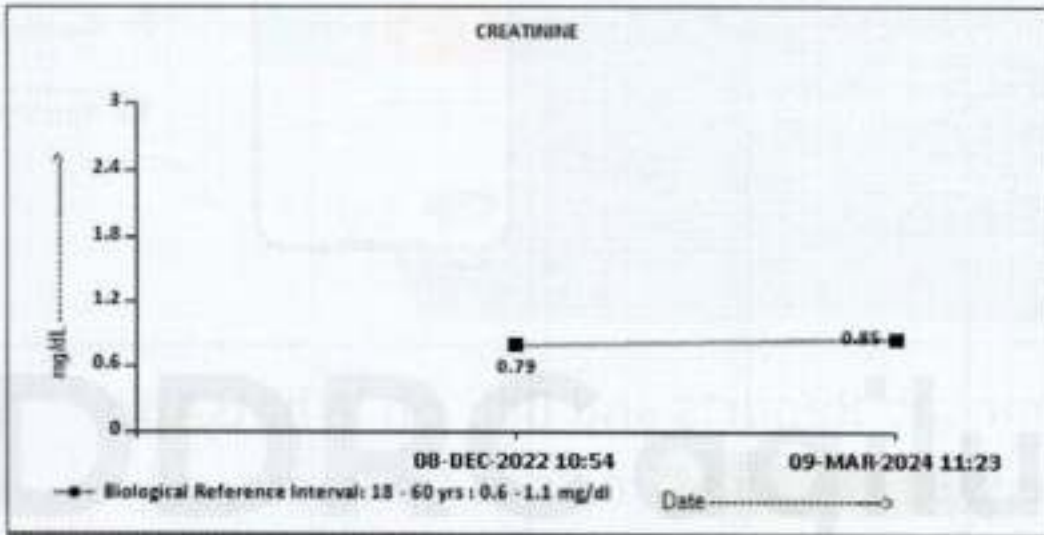 CREATININE
3
2.4
1.8
1.2
0.6
0
mg/dL
0.79
0.85
08-DEC-2022 10:54
09-MAR-2024 11:23
Biological Reference Interval: 18 - 60 yrs : 0.6 -1.1 mg/dl
Date